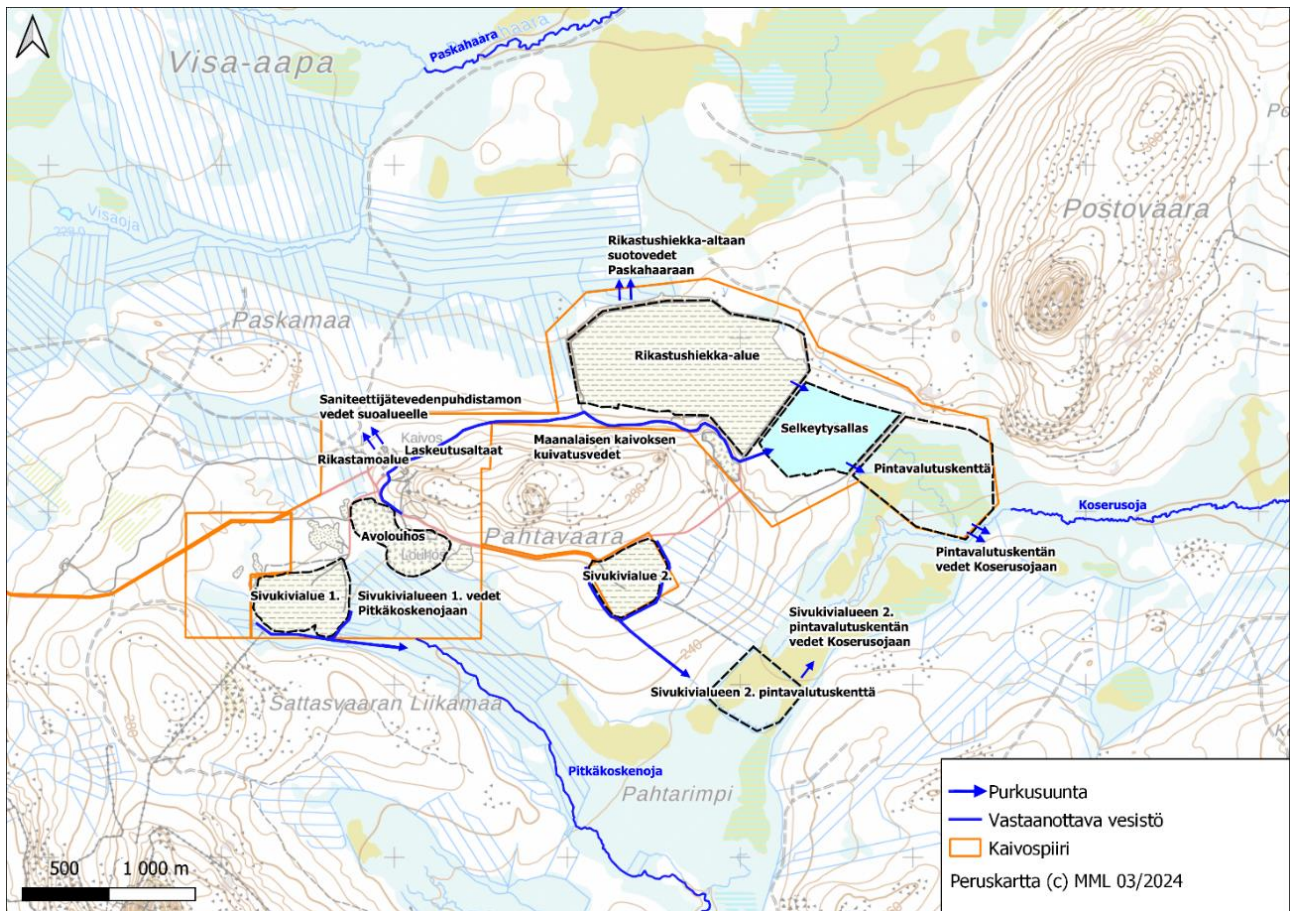 Paskahaara
Visa-aapa
Visaoja
Postovaara
Rikastushiekka-altaan
suotovedet
Paskahaaraan
Paskamaa
240
Rikastushiekka-alue
Saniteettijätevedenpuhdistamon
vedet suoalueelle
Kaivos
Laskeutusaltaat
Rikastamoalue
Maanalaisen kaivoksen
kuivatusvedet
Selkeytysallas
Pintavalutuskenttä
Koserusoja
Avolouhos
Louhos
Pahtavaara
Pintavalutuskentän
vedet Koserusojaan
Sivukivialue 1.
Sivukivialueen 1. vedet
Pitkäkoskenojaan
Sivukivialue 2.
Sivukivialueen 2.
pintavalutuskentän
vedet Koserusojaan
240
Sivukivialueen 2. pintavalutuskenttä
Sattasvaaran Liikamaa
Pitkäkoskenoja
Pahtarimpi
Purkusuunta
Vastaanottava vesistö
Kaivospiiri
Peruskartta (c) MML 03/2024
500 1 000 m